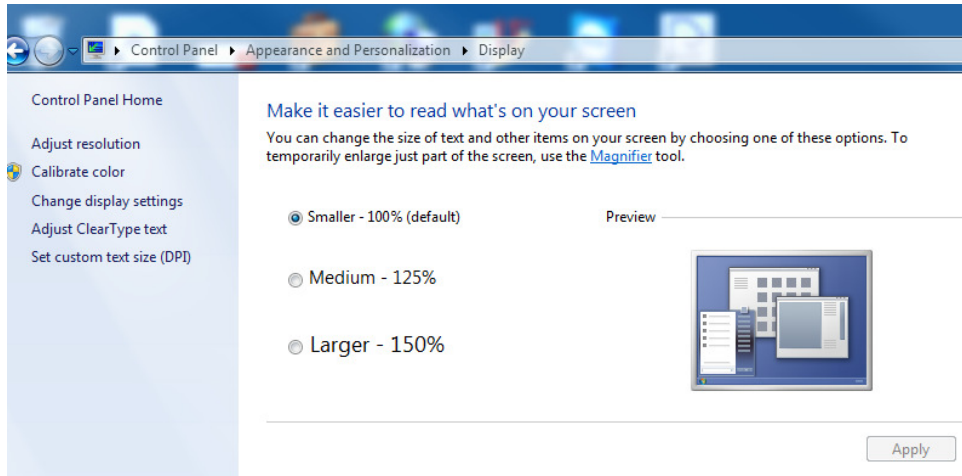 Control Panel Appearance and Personalization Display
Control Panel Home
Adjust resolution
Calibrate color
Change display settings
Adjust ClearType text
Set custom text size (DPI)
Make it easier to read what's on your screen
You can change the size of text and other items on your screen by choosing one of these options. To
temporarily enlarge just part of the screen, use the Magnifier tool.
Smaller - 100% (default)
Preview
Medium - 125%
Larger - 150%
Apply